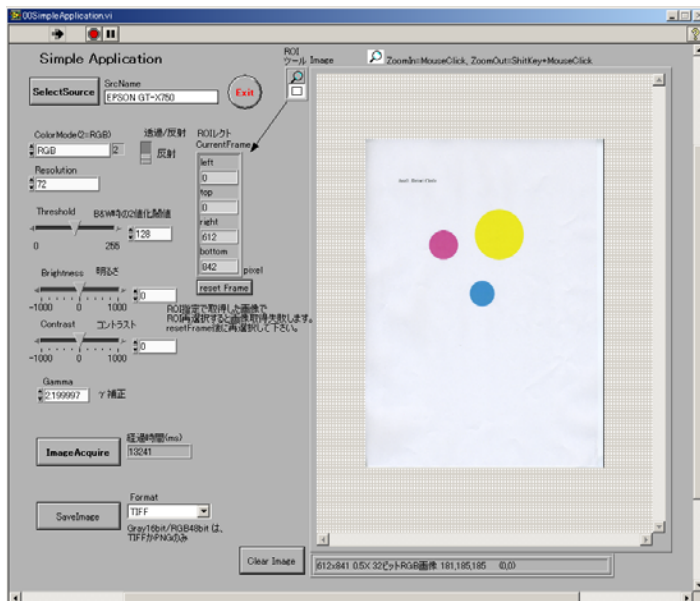 00SimpleApplication.vi
Simple Application
ROI
ツール Image
ZoomIn=MouseClick, ZoomOut=ShitKey+MouseClick
SelectSource
SrcName
EPSON GT-X750
Exit
ColorMode(2=RGB)
RGB
2
透過/反射
反射
ROIレクト
CurrentFrame
left
0
top
0
right
612
bottom
842
pixel
reset Frame
Resolution
72
Threshold
B&W時の2値化閾値
0
255
128
Brightness 明るさ
-1000 0 1000
0
ROI指定で取得した画像で
ROI再選択すると画像取得失敗します。
resetFrame後に再選択して下さい。
Contrast コントラスト
-1000 0 1000
0
Gamma
2.199997
γ補正
ImageAcquire
経過時間(ms)
13241
SaveImage
Format
TIFF
Gray16bit/RGB48bit は、
TIFFかPNGのみ
Clear Image
612x841 0.5X 32ビットRGB画像 181,185,185 (0,0)